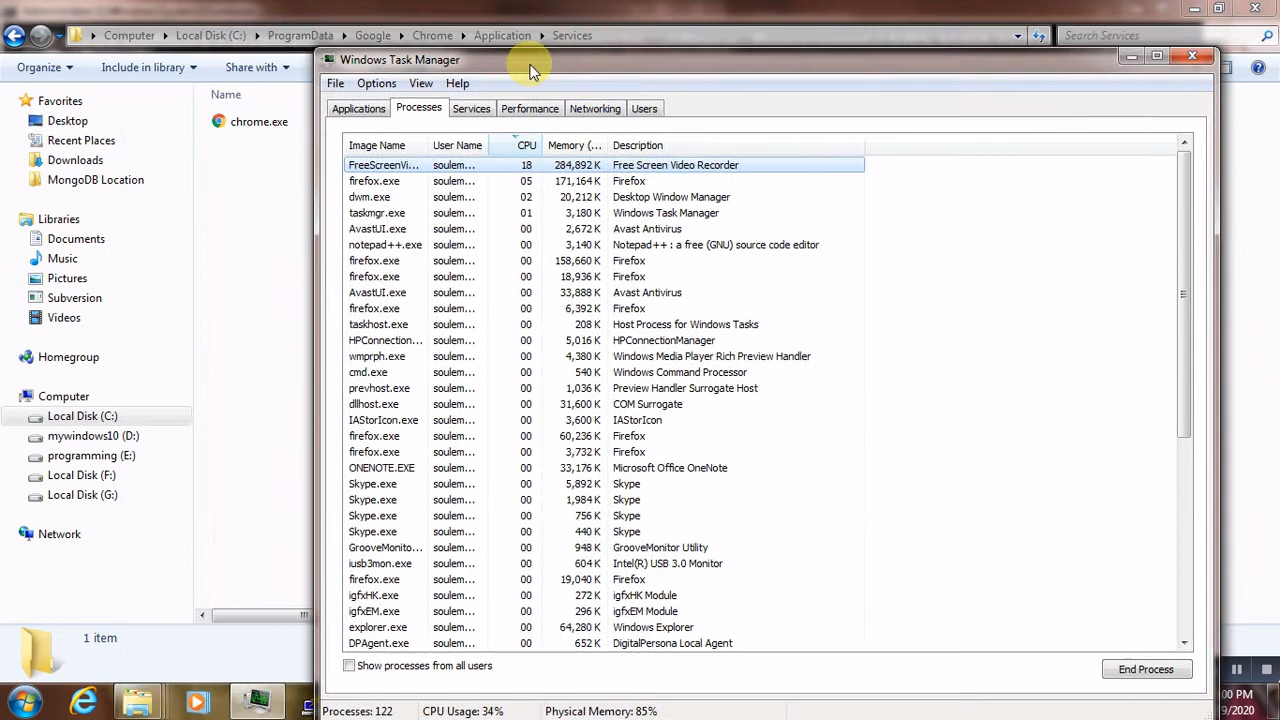 Computer Local Disk (C:) ProgramData Google Chrome Application Services
Search Services
Organize Include in library Share with
Favorites
Desktop
Recent Places
Downloads
MongoDB Location
Libraries
Documents
Music
Pictures
Subversion
Videos
Homegroup
Computer
Local Disk (C:)
mywindows10 (D:)
programming (E:)
Local Disk (F:)
Local Disk (G:)
Network
Name
chrome.exe
1 item
Windows Task Manager
File Options View Help
Applications Processes Services Performance Networking Users
Image Name User Name CPU Memory (... Description
FreeScreenVi... soulem... 18 284,892 K Free Screen Video Recorder
firefox.exe soulem... 05 171,164 K Firefox
dwm.exe soulem... 02 20,212 K Desktop Window Manager
taskmgr.exe soulem... 01 3,180 K Windows Task Manager
AvastUI.exe soulem... 00 2,672 K Avast Antivirus
notepad++.exe soulem... 00 3,140 K Notepad++ : a free (GNU) source code editor
firefox.exe soulem... 00 158,660 K Firefox
firefox.exe soulem... 00 18,936 K Firefox
AvastUI.exe soulem... 00 33,888 K Avast Antivirus
firefox.exe soulem... 00 6,392 K Firefox
taskhost.exe soulem... 00 208 K Host Process for Windows Tasks
HPConnection... soulem... 00 5,016 K HPConnectionManager
wmprph.exe soulem... 00 4,380 K Windows Media Player Rich Preview Handler
cmd.exe soulem... 00 540 K Windows Command Processor
prevhost.exe soulem... 00 1,036 K Preview Handler Surrogate Host
dllhost.exe soulem... 00 31,600 K COM Surrogate
IAStorIcon.exe soulem... 00 3,600 K IAStorIcon
firefox.exe soulem... 00 60,236 K Firefox
firefox.exe soulem... 00 3,732 K Firefox
ONENOTE.EXE soulem... 00 33,176 K Microsoft Office OneNote
Skype.exe soulem... 00 5,892 K Skype
Skype.exe soulem... 00 1,984 K Skype
Skype.exe soulem... 00 756 K Skype
Skype.exe soulem... 00 440 K Skype
GrooveMonito... soulem... 00 948 K GrooveMonitor Utility
iusb3mon.exe soulem... 00 604 K Intel(R) USB 3.0 Monitor
firefox.exe soulem... 00 19,040 K Firefox
igfxHK.exe soulem... 00 272 K igfxHK Module
igfxEM.exe soulem... 00 296 K igfxEM Module
explorer.exe soulem... 00 64,280 K Windows Explorer
DPAgent.exe soulem... 00 652 K DigitalPersona Local Agent
Show processes from all users
End Process
Processes: 122 CPU Usage: 34% Physical Memory: 85%
:00 PM
/9/2020